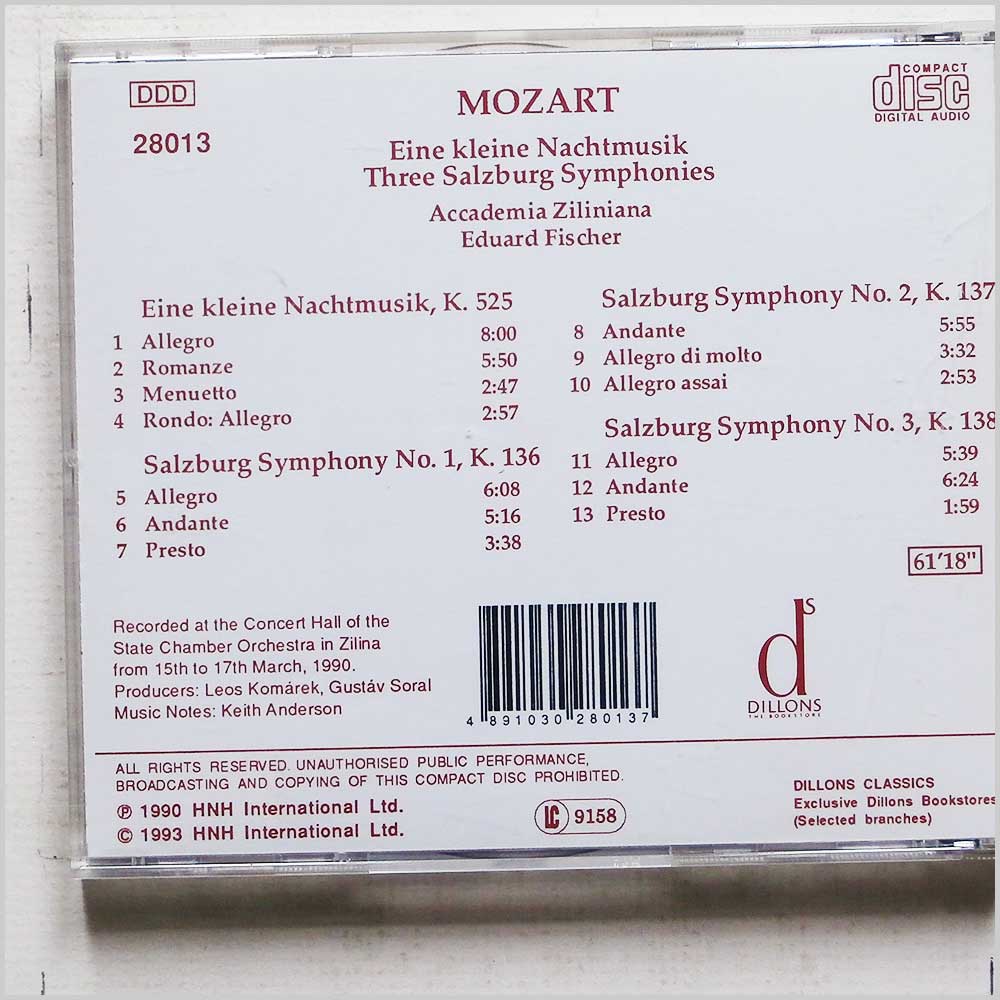 DDD
28013
MOZART
COMPACT
disc
DIGITAL AUDIO
Eine kleine Nachtmusik
Three Salzburg Symphonies
Accademia Ziliniana
Eduard Fischer
Eine kleine Nachtmusik, K. 525
1 Allegro 8:00
2 Romanze 5:50
3 Menuetto 2:47
4 Rondo: Allegro 2:57
Salzburg Symphony No. 1, K. 136
5 Allegro 6:08
6 Andante 5:16
7 Presto 3:38
Salzburg Symphony No. 2, K. 137
8 Andante 5:55
9 Allegro di molto 3:32
10 Allegro assai 2:53
Salzburg Symphony No. 3, K. 138
11 Allegro 5:39
12 Andante 6:24
13 Presto 1:59
61'18"
Recorded at the Concert Hall of the
State Chamber Orchestra in Zilina
from 15th to 17th March, 1990.
Producers: Leos Komárek, Gustáv Soral
Music Notes: Keith Anderson
4 891030 280137
ds
DILLONS
THE BOOKSTORE
ALL RIGHTS RESERVED. UNAUTHORISED PUBLIC PERFORMANCE,
BROADCASTING AND COPYING OF THIS COMPACT DISC PROHIBITED.
℗ 1990 HNH International Ltd.
© 1993 HNH International Ltd.
LC 9158
DILLONS CLASSICS
Exclusive Dillons Bookstores
(Selected branches)